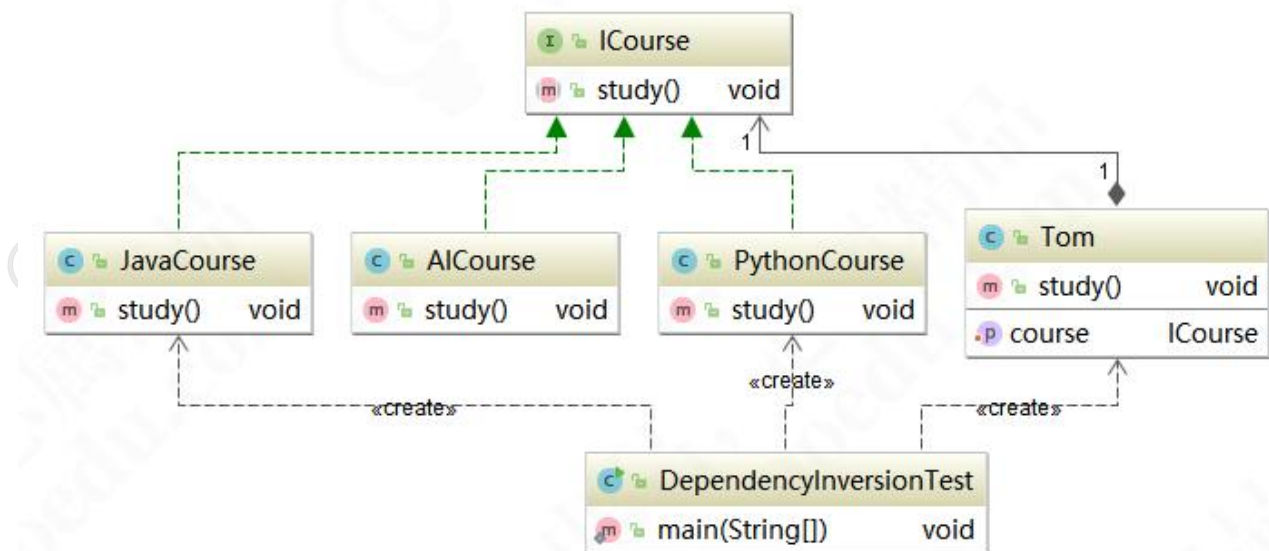 ICourse
study() void
1
1
JavaCourse
study() void
AICourse
study() void
PythonCourse
study() void
Tom
study() void
course ICourse
«create»
«create»
«create»
DependencyInversionTest
main(String[]) void